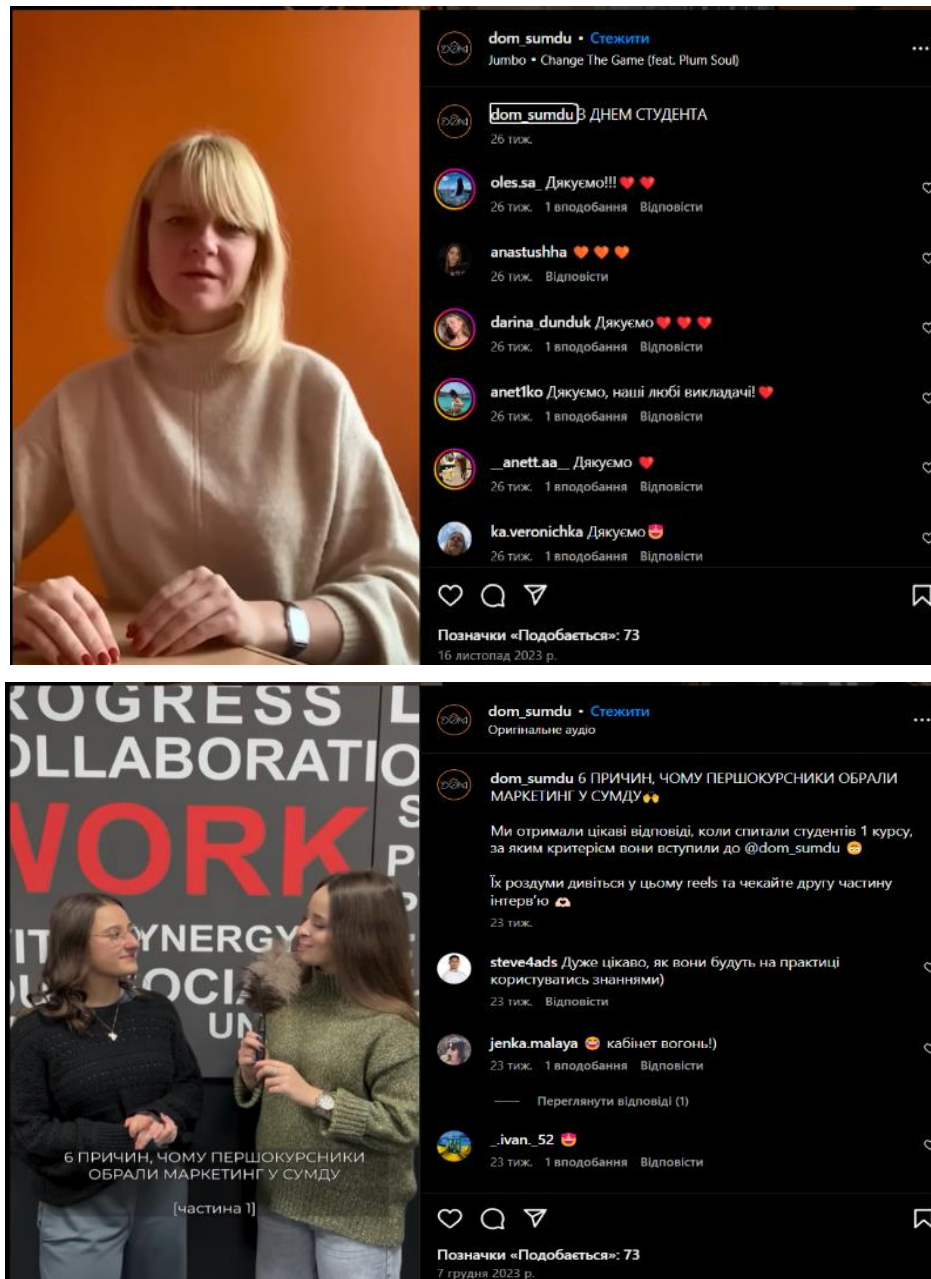 dom_sumdu • Стежити
Jumbo • Change The Game (feat. Plum Soul)
dom_sumdu З ДНЕМ СТУДЕНТА
26 тиж.
oles.sa_ Дякуємо!!! ❤️ ❤️
26 тиж. 1 вподобання Відповісти
anastushha 🧡 🧡 🧡
26 тиж. Відповісти
darina_dunduk Дякуємо ❤️ ❤️ ❤️
26 тиж. 1 вподобання Відповісти
anet1ko Дякуємо, наші любі викладачі! ❤️
26 тиж. 1 вподобання Відповісти
__anett.aa__ Дякуємо ❤️
26 тиж. 1 вподобання Відповісти
ka.veronichka Дякуємо 😍
26 тиж. 1 вподобання Відповісти
Позначки «Подобається»: 73
16 листопад 2023 р.
ROGRESS
OLLABORATIO
WORK
YNERGY
OCI
UN
6 ПРИЧИН, ЧОМУ ПЕРШОКУРСНИКИ
ОБРАЛИ МАРКЕТИНГ У СУМДУ
[частина 1]
dom_sumdu • Стежити
Оригінальне аудіо
dom_sumdu 6 ПРИЧИН, ЧОМУ ПЕРШОКУРСНИКИ ОБРАЛИ
МАРКЕТИНГ У СУМДУ🙌
Ми отримали цікаві відповіді, коли спитали студентів 1 курсу,
за яким критерієм вони вступили до @dom_sumdu 🙃
Їх роздуми дивіться у цьому reels та чекайте другу частину
інтерв'ю 🫶🏻
23 тиж.
steve4ads Дуже цікаво, як вони будуть на практиці
користуватись знаннями)
23 тиж. Відповісти
jenka.malaya 😄 кабінет вогонь!)
23 тиж. 1 вподобання Відповісти
Переглянути відповіді (1)
_.ivan._52 😍
23 тиж. 1 вподобання Відповісти
Позначки «Подобається»: 73
7 грудня 2023 р.